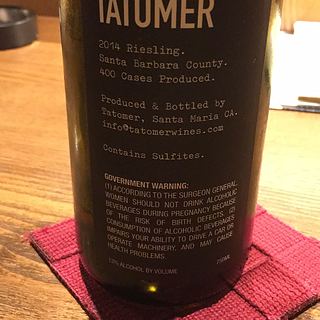 TATOMER
2014 Riesling.
Santa Barbara County.
400 Cases Produced.
Produced & Bottled by
Tatomer, Santa Maria CA.
info@tatomerwines.com
Contains Sulfites.
GOVERNMENT WARNING:
(1) ACCORDING TO THE SURGEON GENERAL,
WOMEN SHOULD NOT DRINK ALCOHOLIC
BEVERAGES DURING PREGNANCY BECAUSE
OF THE RISK OF BIRTH DEFECTS. (2)
CONSUMPTION OF ALCOHOLIC BEVERAGES
IMPAIRS YOUR ABILITY TO DRIVE A CAR OR
OPERATE MACHINERY, AND MAY CAUSE
HEALTH PROBLEMS.
13% ALCOHOL BY VOLUME 750ML